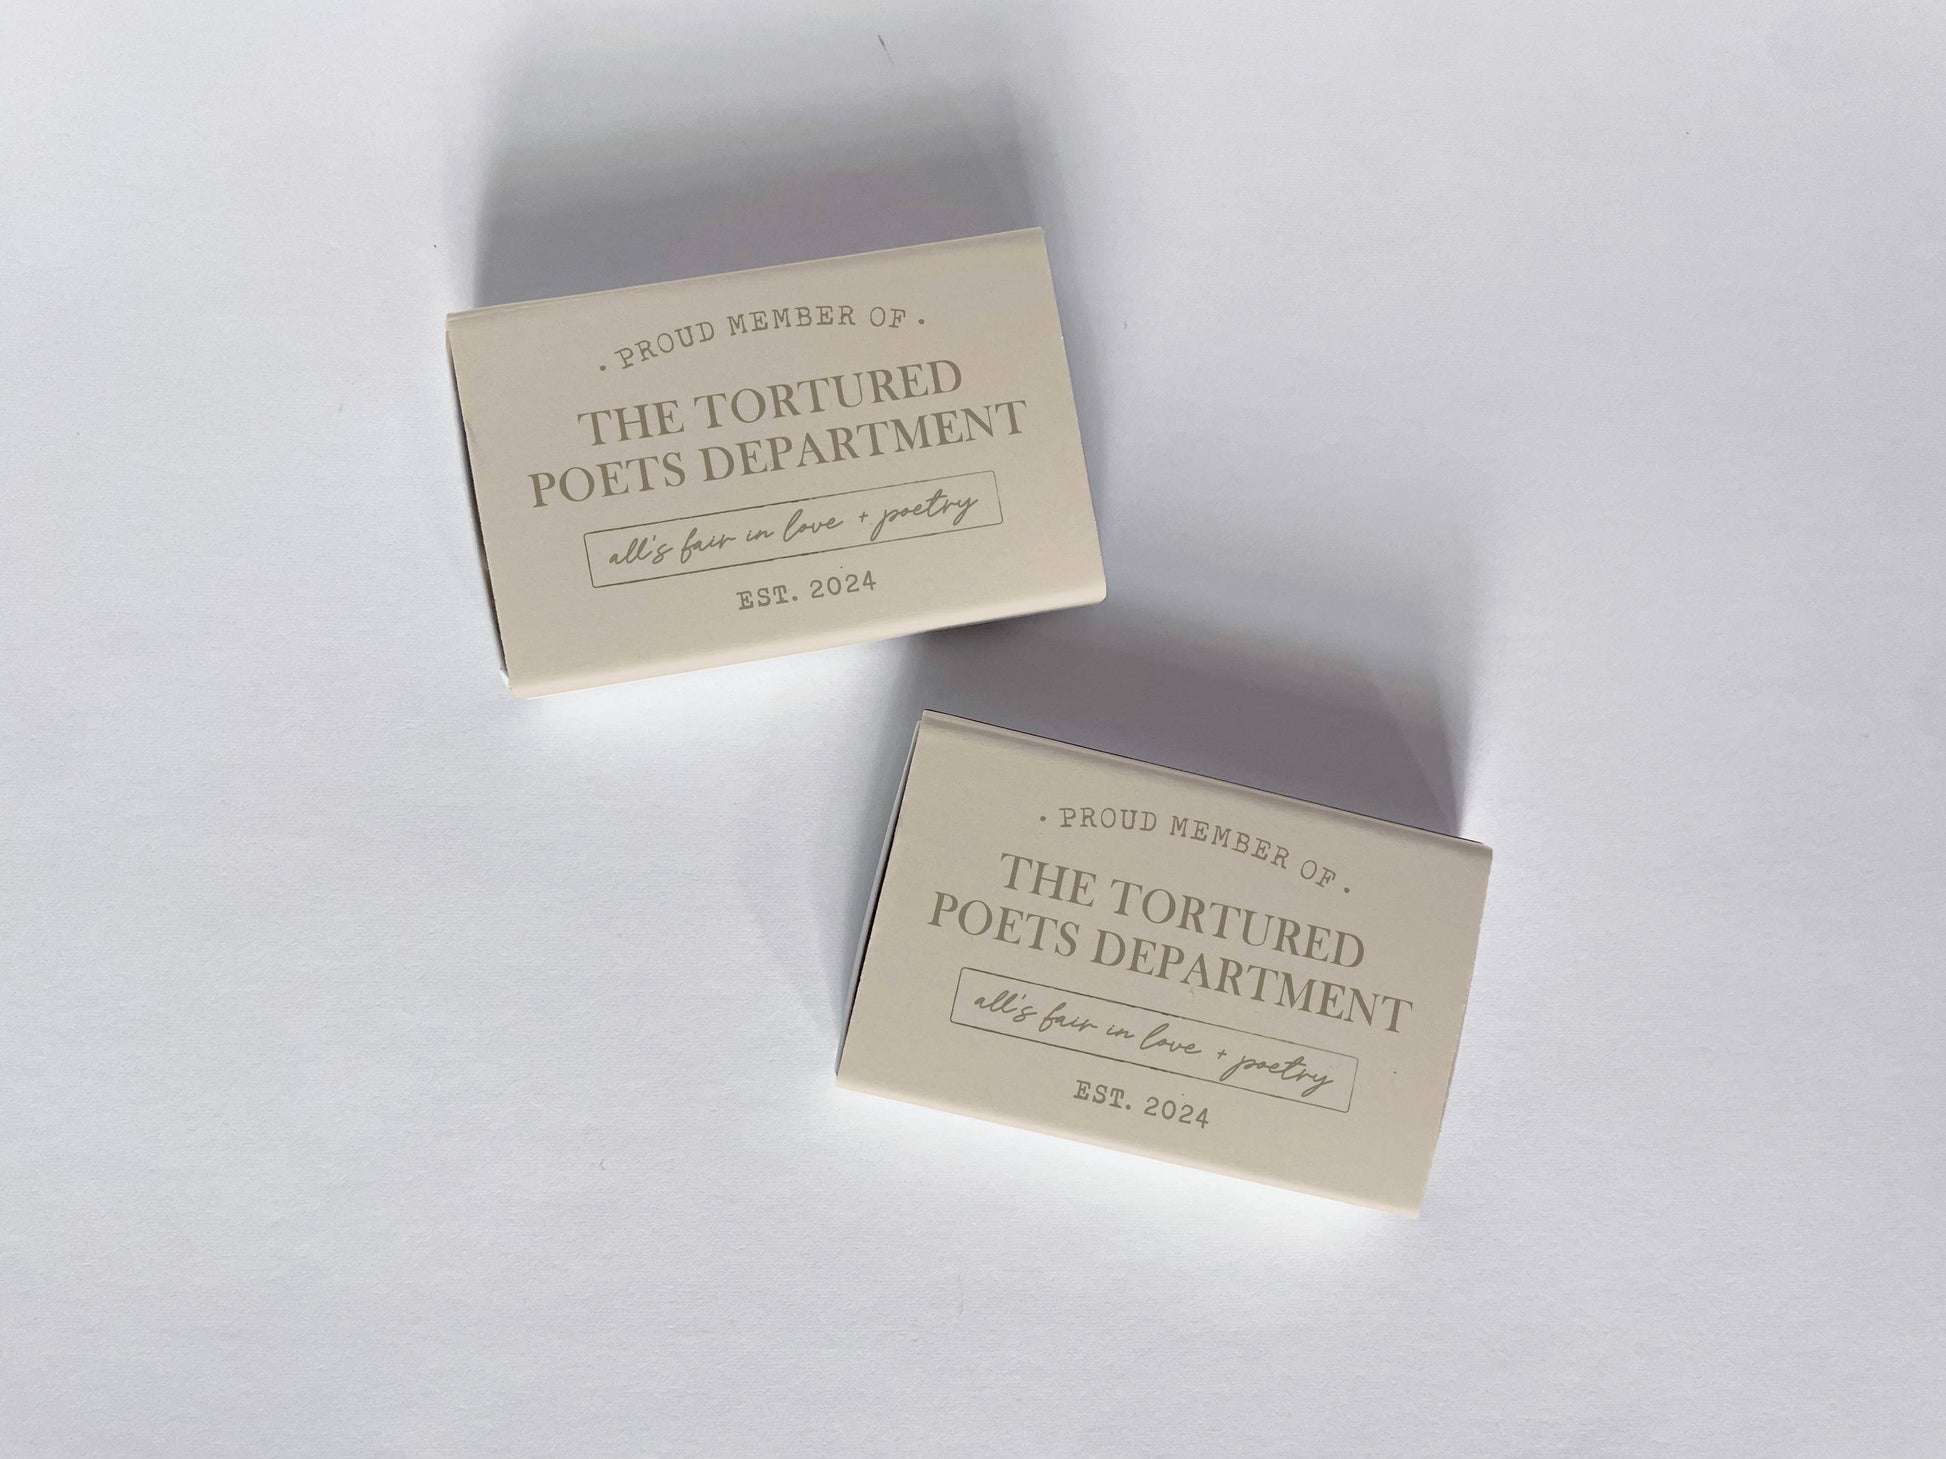 . PROUD MEMBER OF .
THE TORTURED
POETS DEPARTMENT
all's fair in love + poetry
EST. 2024
. PROUD MEMBER OF .
THE TORTURED
POETS DEPARTMENT
all's fair in love + poetry
EST. 2024